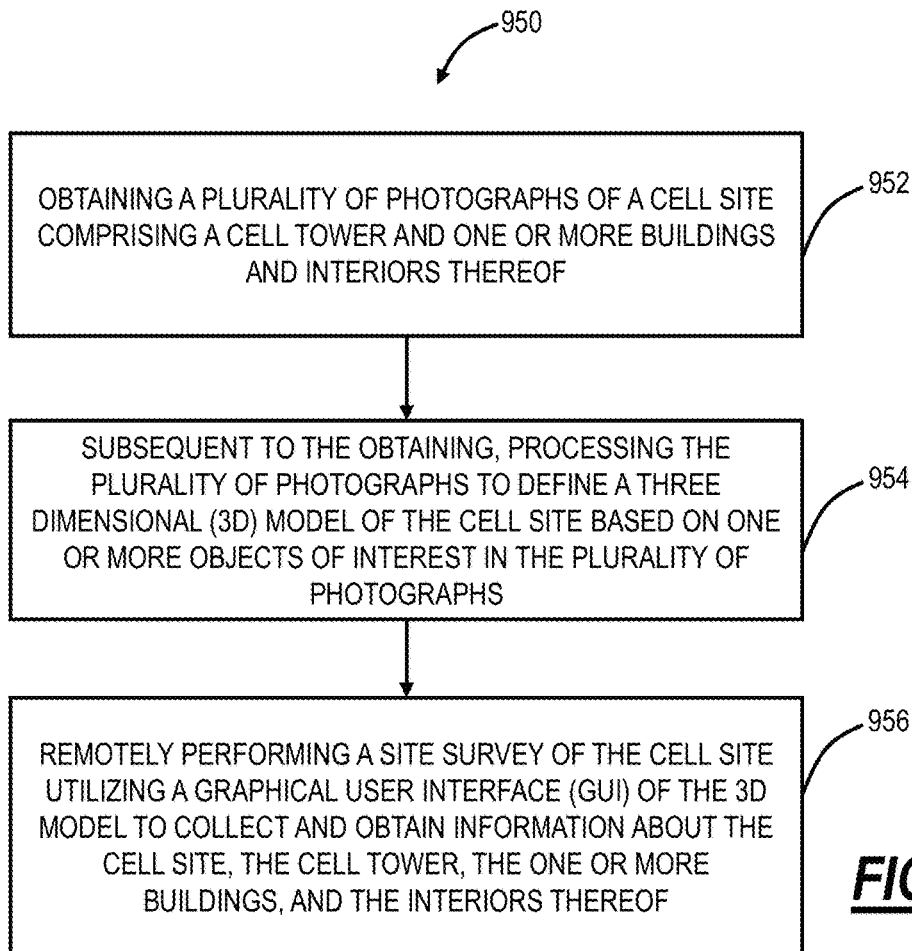 950
OBTAINING A PLURALITY OF PHOTOGRAPHS OF A CELL SITE
COMPRISING A CELL TOWER AND ONE OR MORE BUILDINGS
AND INTERIORS THEREOF
952
SUBSEQUENT TO THE OBTAINING, PROCESSING THE
PLURALITY OF PHOTOGRAPHS TO DEFINE A THREE
DIMENSIONAL (3D) MODEL OF THE CELL SITE BASED ON ONE
OR MORE OBJECTS OF INTEREST IN THE PLURALITY OF
PHOTOGRAPHS
954
REMOTELY PERFORMING A SITE SURVEY OF THE CELL SITE
UTILIZING A GRAPHICAL USER INTERFACE (GUI) OF THE 3D
MODEL TO COLLECT AND OBTAIN INFORMATION ABOUT THE
CELL SITE, THE CELL TOWER, THE ONE OR MORE
BUILDINGS, AND THE INTERIORS THEREOF
956